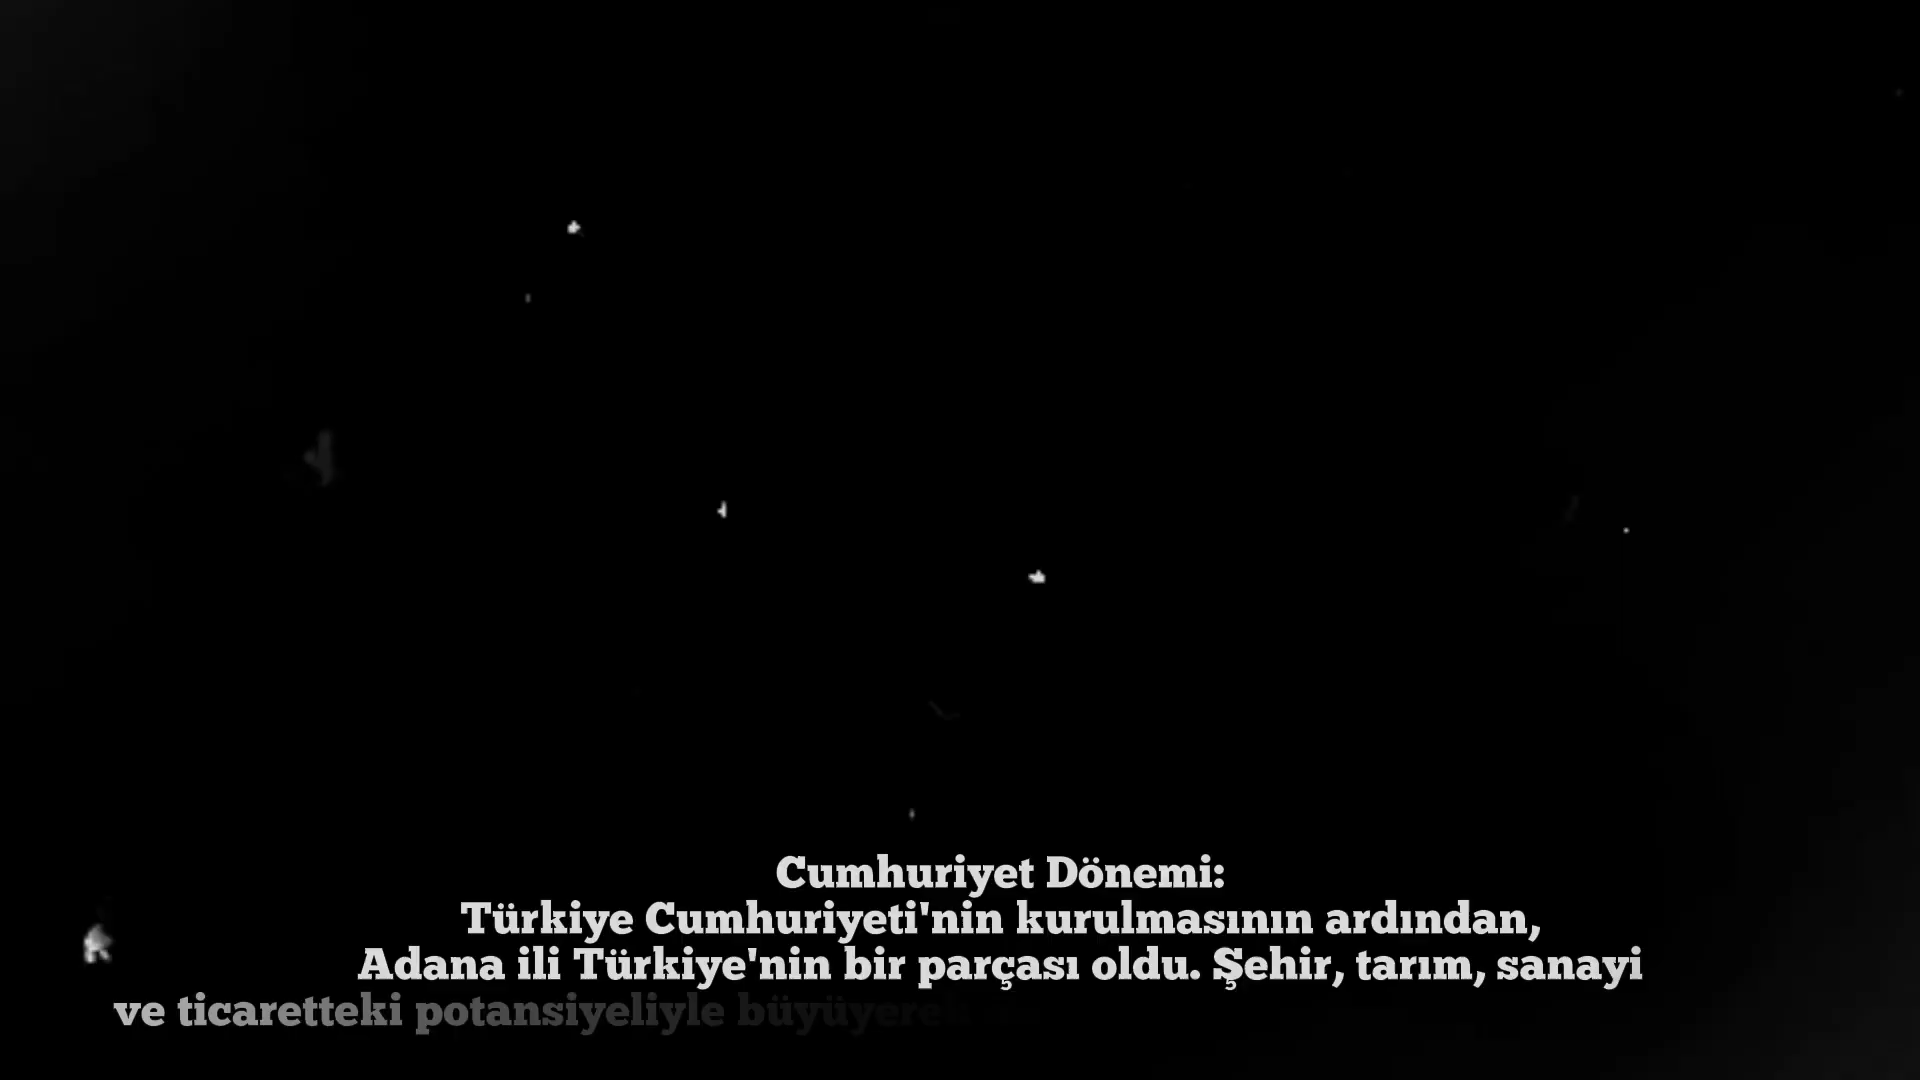 Cumhuriyet Dönemi:
Türkiye Cumhuriyeti'nin kurulmasının ardından,
Adana ili Türkiye'nin bir parçası oldu. Şehir, tarım, sanayi
ve ticaretteki potansiyeliyle büyüyerek